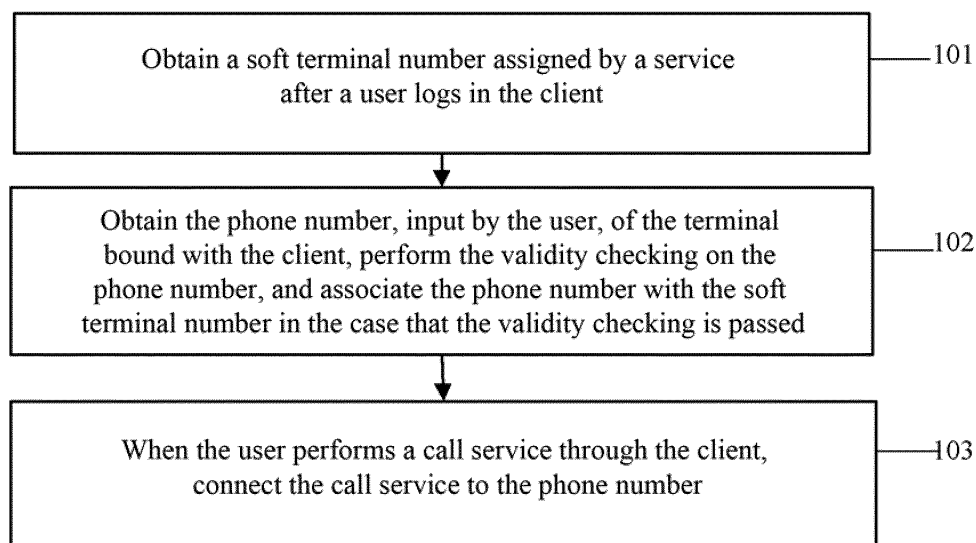 Obtain a soft terminal number assigned by a service
after a user logs in the client
101
Obtain the phone number, input by the user, of the terminal
bound with the client, perform the validity checking on the
phone number, and associate the phone number with the soft
terminal number in the case that the validity checking is passed
102
When the user performs a call service through the client,
connect the call service to the phone number
103